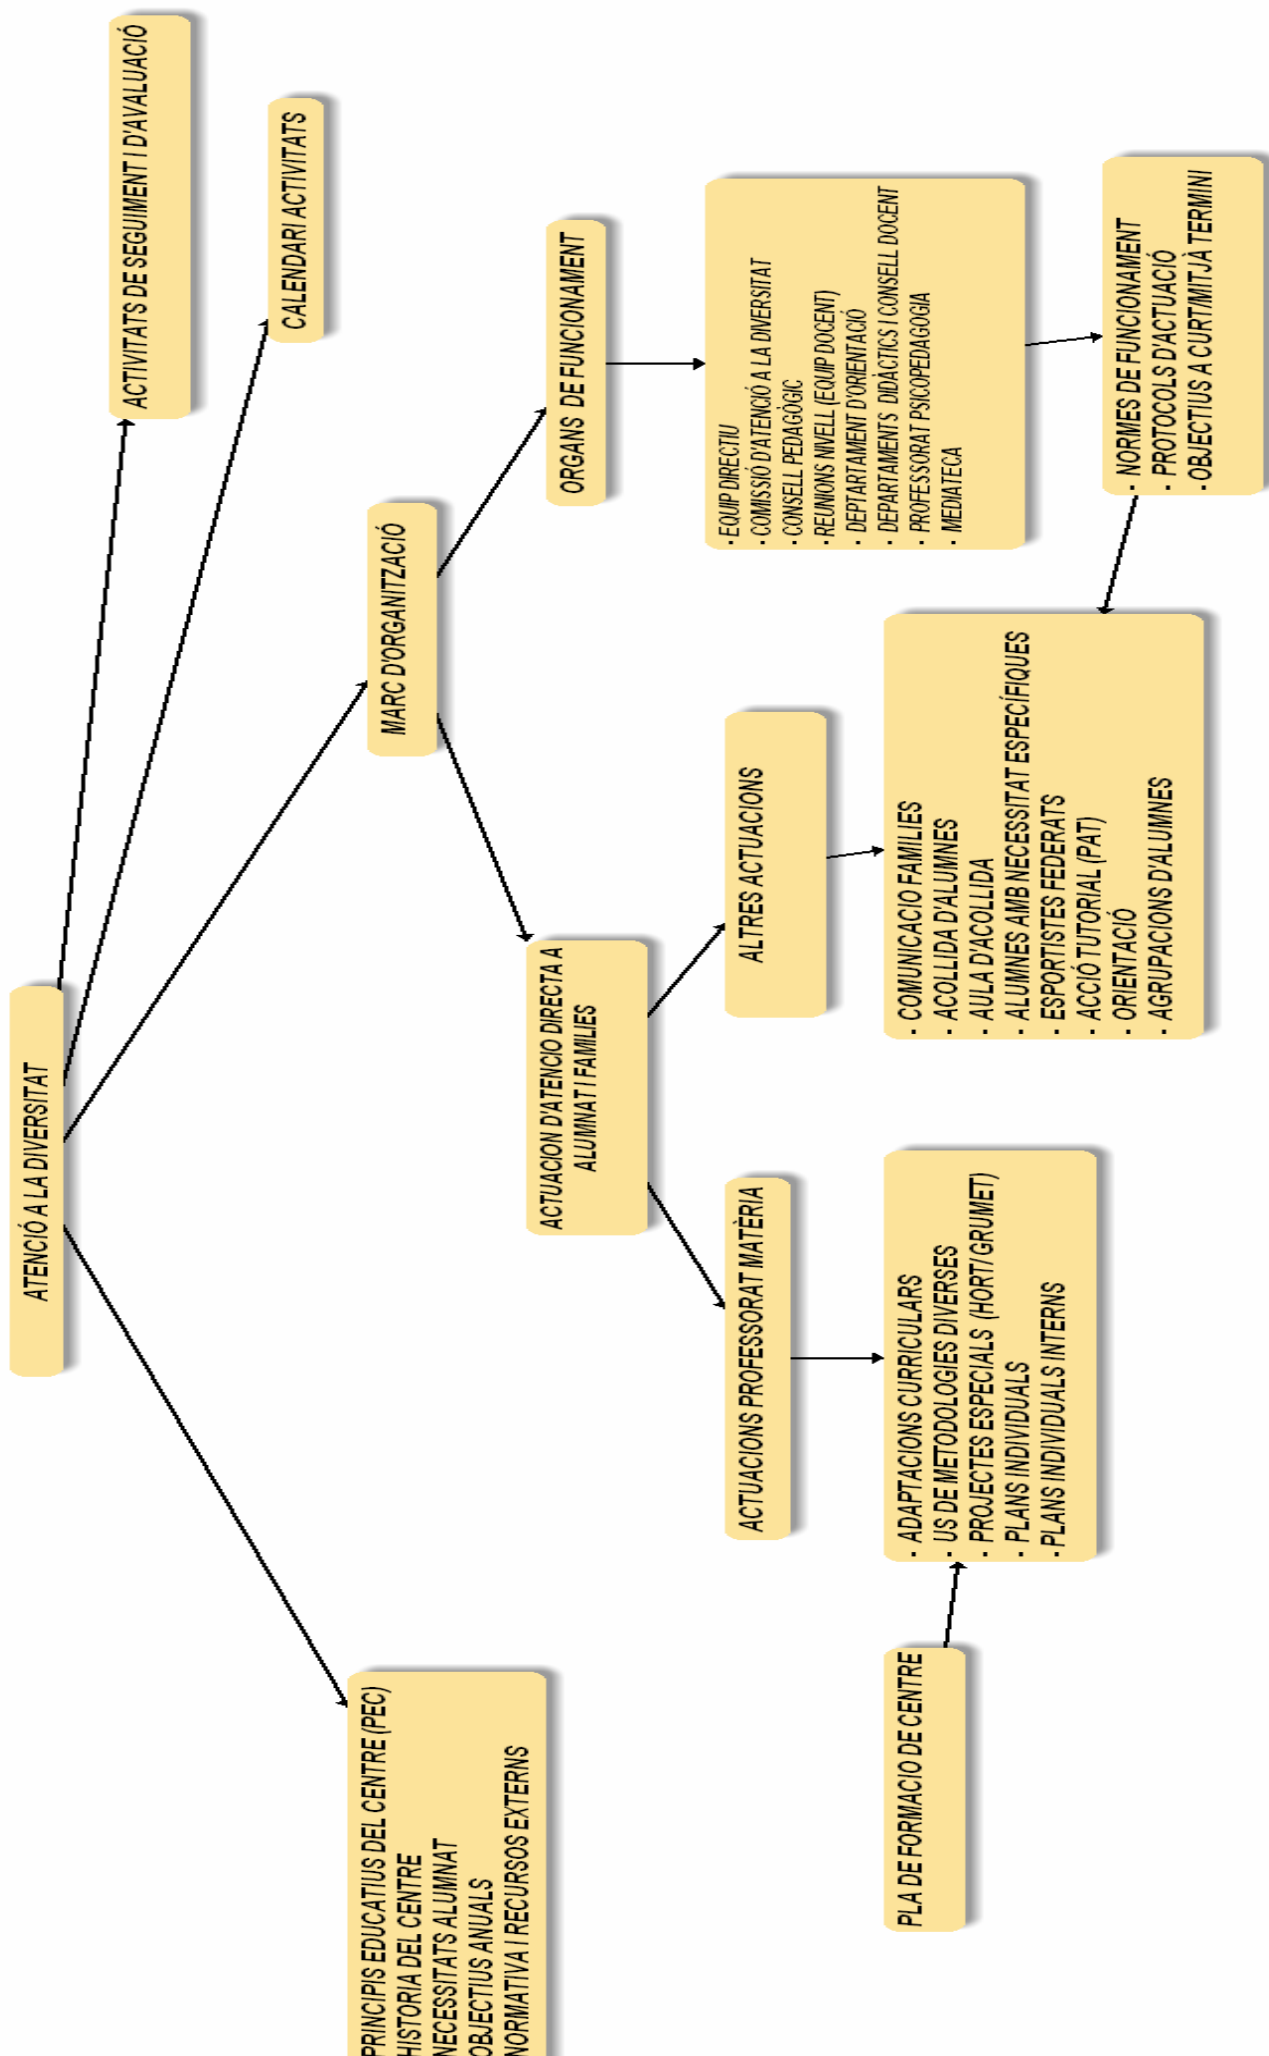 ATENCIÓ A LA DIVERSITAT
ACTIVITATS DE SEGUIMENT I D'AVALUACIÓ
CALENDARI ACTIVITATS
PRINCIPIS EDUCATIUS DEL CENTRE (PEC)
HISTORIA DEL CENTRE
NECESSITATS ALUMNAT
OBJECTIUS ANUALS
NORMATIVA I RECURSOS EXTERNS
MARC D'ORGANITZACIÓ
ACTUACION D'ATENCIO DIRECTA A
ALUMNAT I FAMILIES
ORGANS DE FUNCIONAMENT
ACTUACIONS PROFESSORAT MATÈRIA
ALTRES ACTUACIONS
· EQUIP DIRECTIU
· COMISSIÓ D'ATENCIÓ A LA DIVERSITAT
· CONSELL PEDAGÒGIC
· REUNIONS NIVELL (EQUIP DOCENT)
· DEPTARTAMENT D'ORIENTACIÓ
· DEPARTAMENTS DIDÀCTICS I CONSELL DOCENT
· PROFESSORAT PSICOPEDAGOGIA
· MEDIATECA
PLA DE FORMACIO DE CENTRE
· ADAPTACIONS CURRICULARS
· US DE METODOLOGIES DIVERSES
· PROJECTES ESPECIALS (HORT/GRUMET)
· PLANS INDIVIDUALS
· PLANS INDIVIDUALS INTERNS
· COMUNICACIO FAMILIES
· ACOLLIDA D'ALUMNES
· AULA D'ACOLLIDA
· ALUMNES AMB NECESSITAT ESPECÍFIQUES
· ESPORTISTES FEDERATS
· ACCIÓ TUTORIAL (PAT)
· ORIENTACIÓ
· AGRUPACIONS D'ALUMNES
· NORMES DE FUNCIONAMENT
· PROTOCOLS D'ACTUACIÓ
· OBJECTIUS A CURT/MITJÀ TERMINI